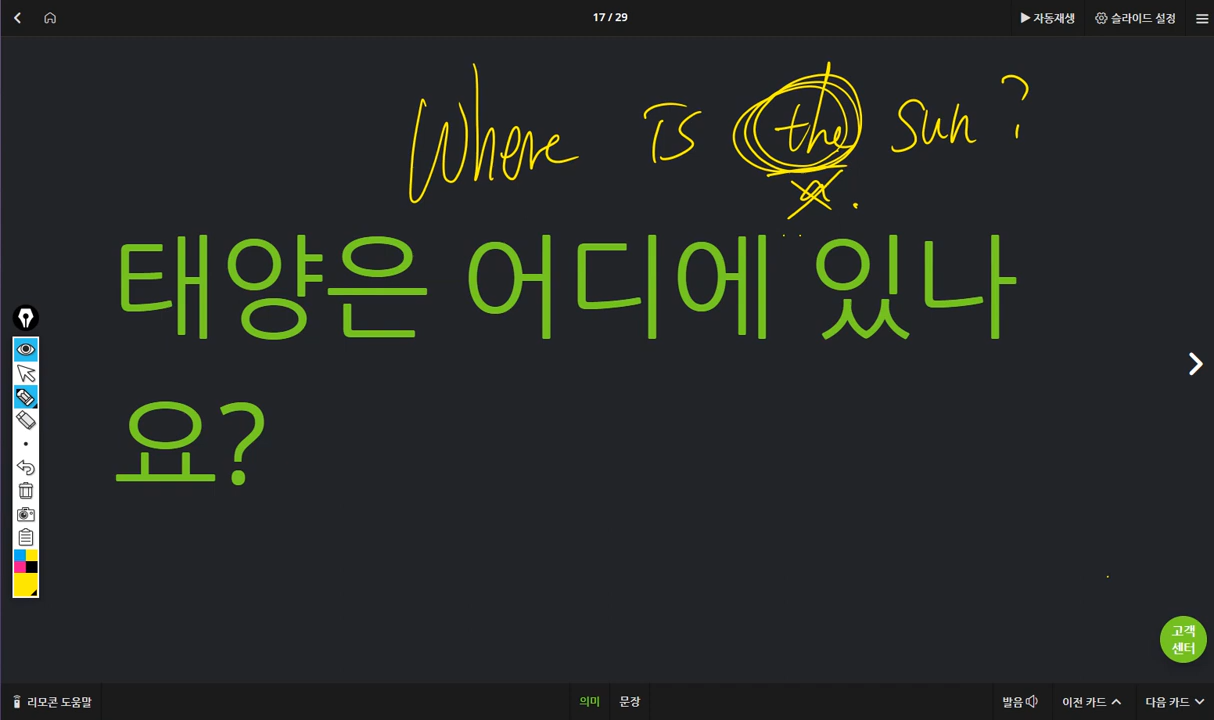 17 / 29
▶ 자동재생
슬라이드 설정
Where is the sun?
a
태양은 어디에 있나
요?
고객
센터
리모콘 도움말
의미
문장
발음
이전 카드
다음 카드